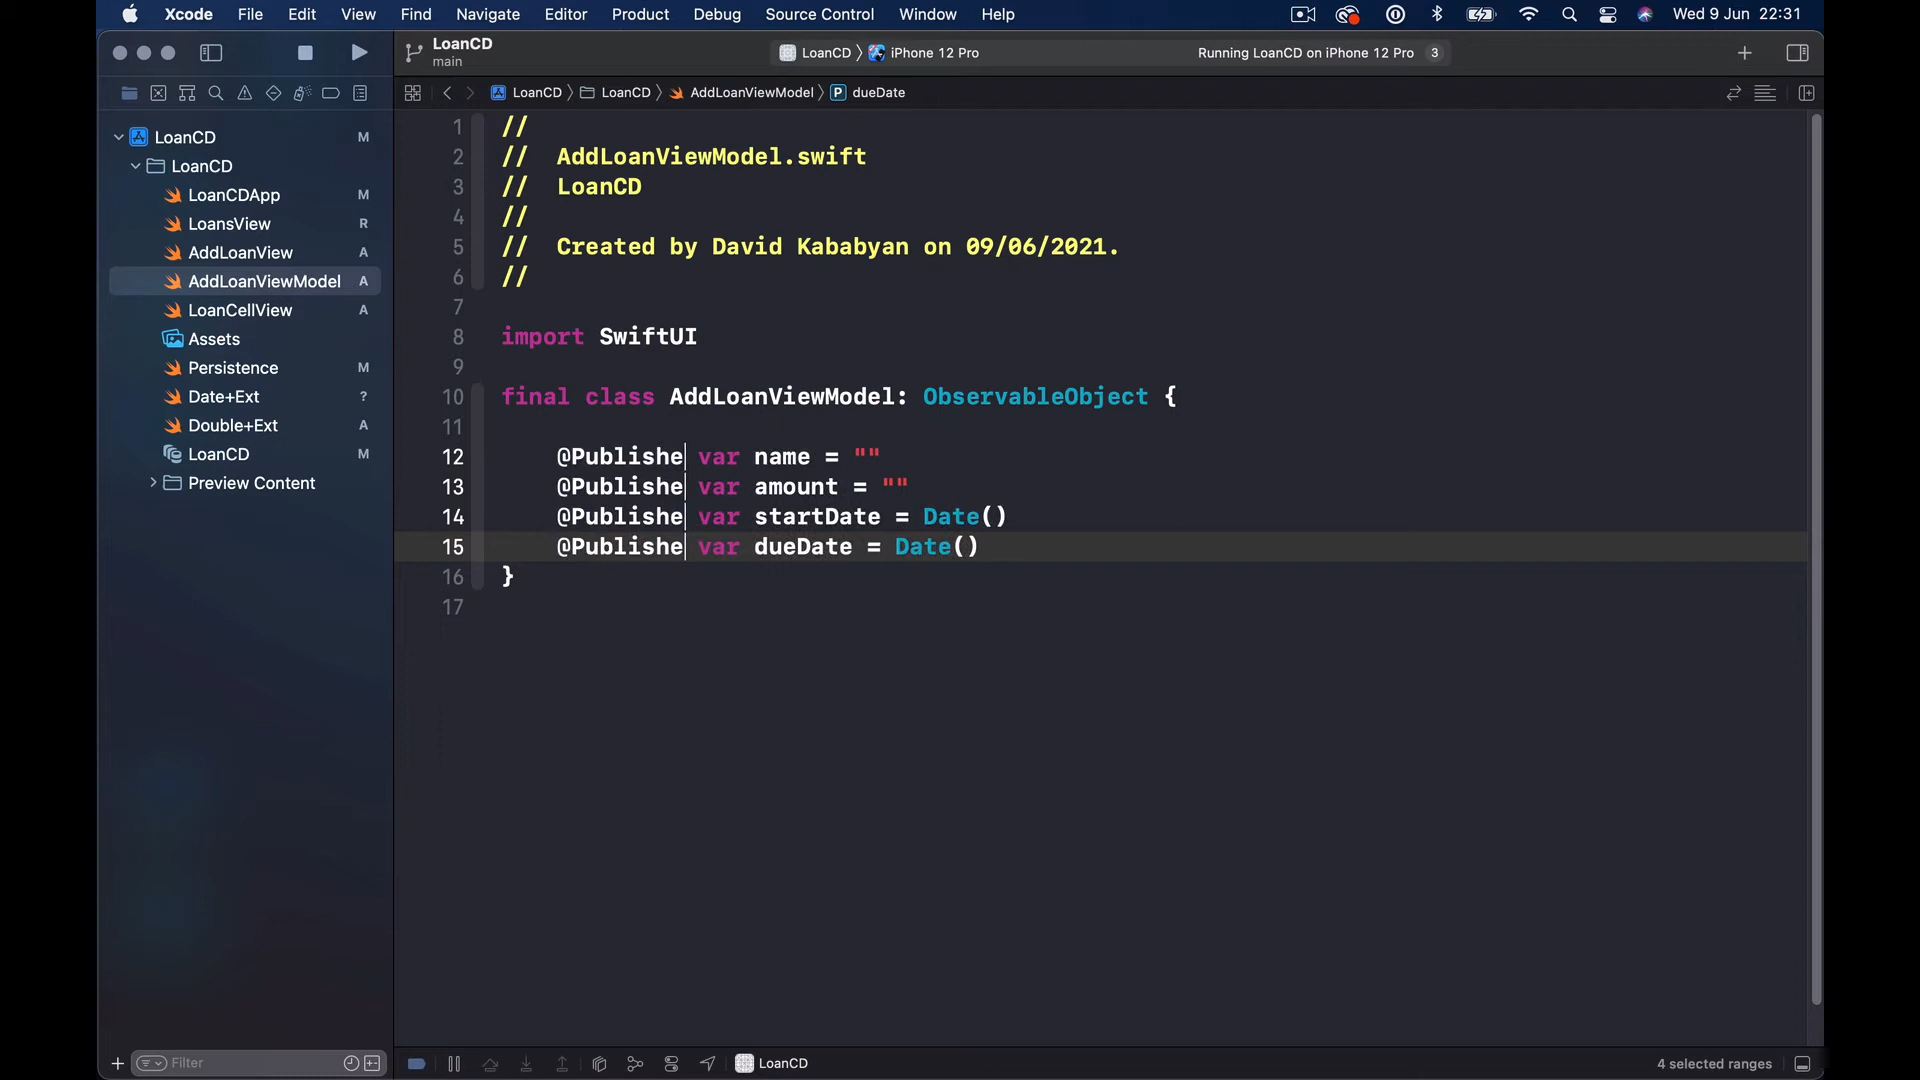 Xcode File Edit View Find Navigate Editor Product Debug Source Control Window Help Wed 9 Jun 22:31
LoanCD
main
LoanCD iPhone 12 Pro Running LoanCD on iPhone 12 Pro 3
LoanCD LoanCD AddLoanViewModel P dueDate
LoanCD M
LoanCD
LoanCDApp M
LoansView R
AddLoanView A
AddLoanViewModel A
LoanCellView A
Assets
Persistence M
Date+Ext ?
Double+Ext A
LoanCD M
Preview Content
1 //
2 // AddLoanViewModel.swift
3 // LoanCD
4 //
5 // Created by David Kababyan on 09/06/2021.
6 //
7
8 import SwiftUI
9
10 final class AddLoanViewModel: ObservableObject {
11
12 @Publishe var name = ""
13 @Publishe var amount = ""
14 @Publishe var startDate = Date()
15 @Publishe var dueDate = Date()
16 }
17
Filter
LoanCD
4 selected ranges